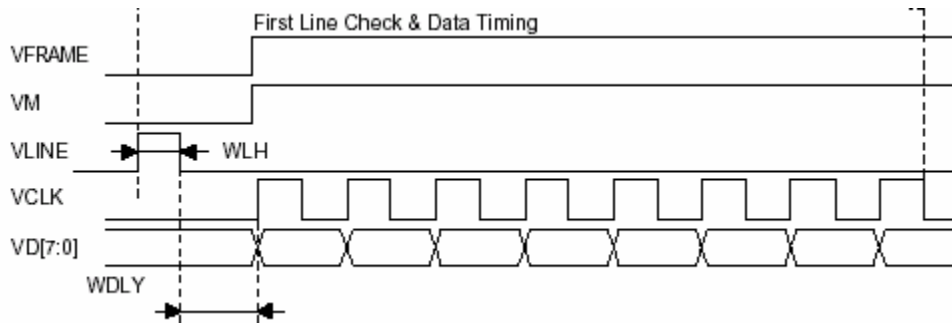 First Line Check & Data Timing
VFRAME
VM
VLINE
WLH
VCLK
VD[7:0]
WDLY